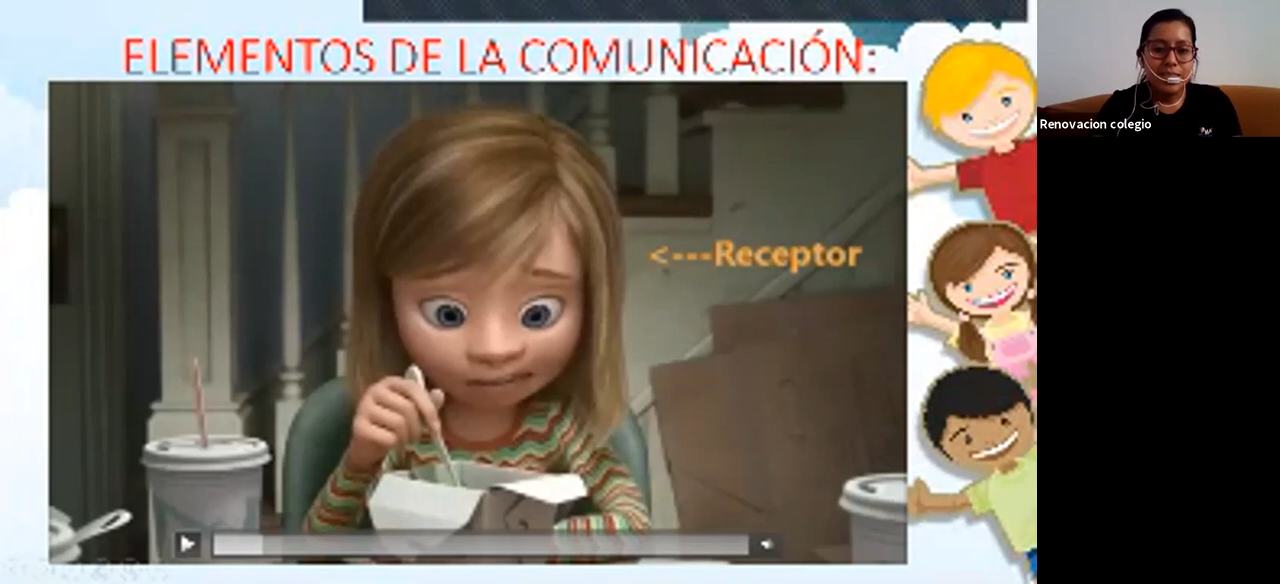 ELEMENTOS DE LA COMUNICACIÓN:
Renovacion colegio
<---Receptor